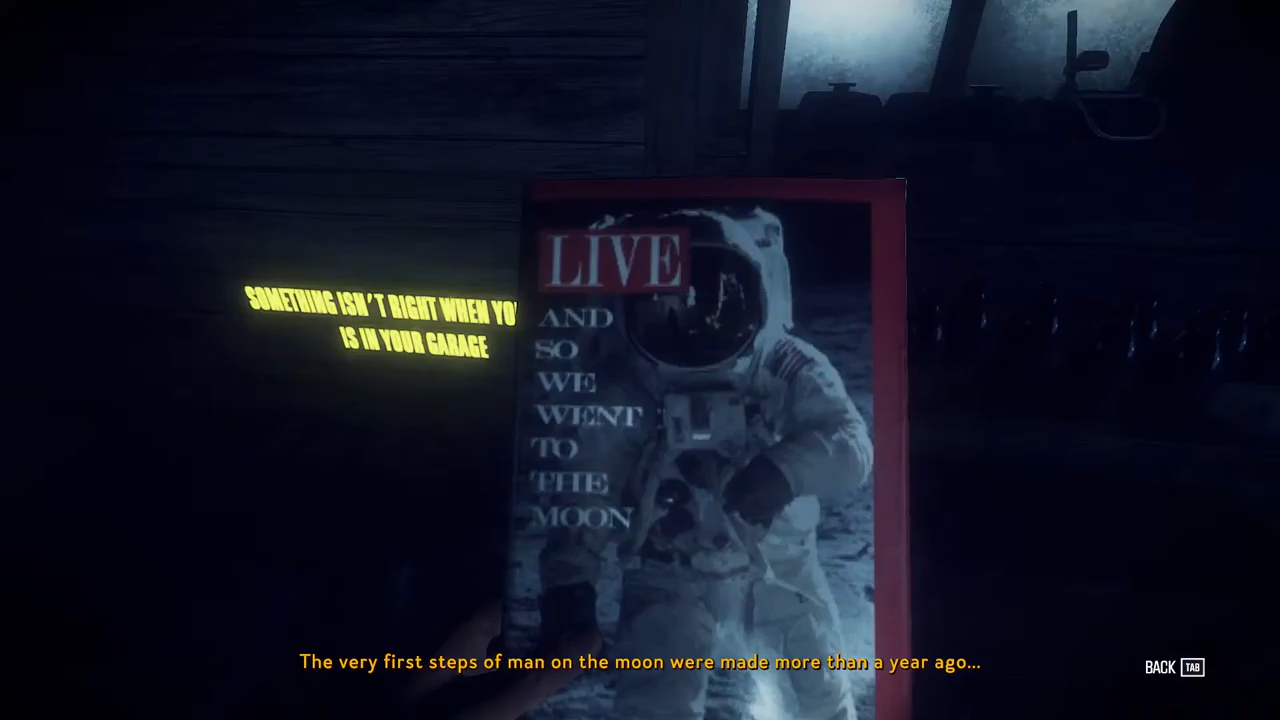 LIVE
AND
SO
WE
WENT
TO
THE
MOON
SOMETHING ISN'T RIGHT WHEN
IS IN YOUR GARAGE
The very first steps of man on the moon were made more than a year ago...
BACK TAB